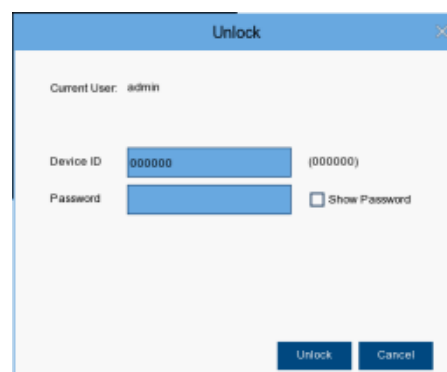 Unlock
Current User: admin
Device ID 000000 (000000)
Password Show Password
Unlock Cancel